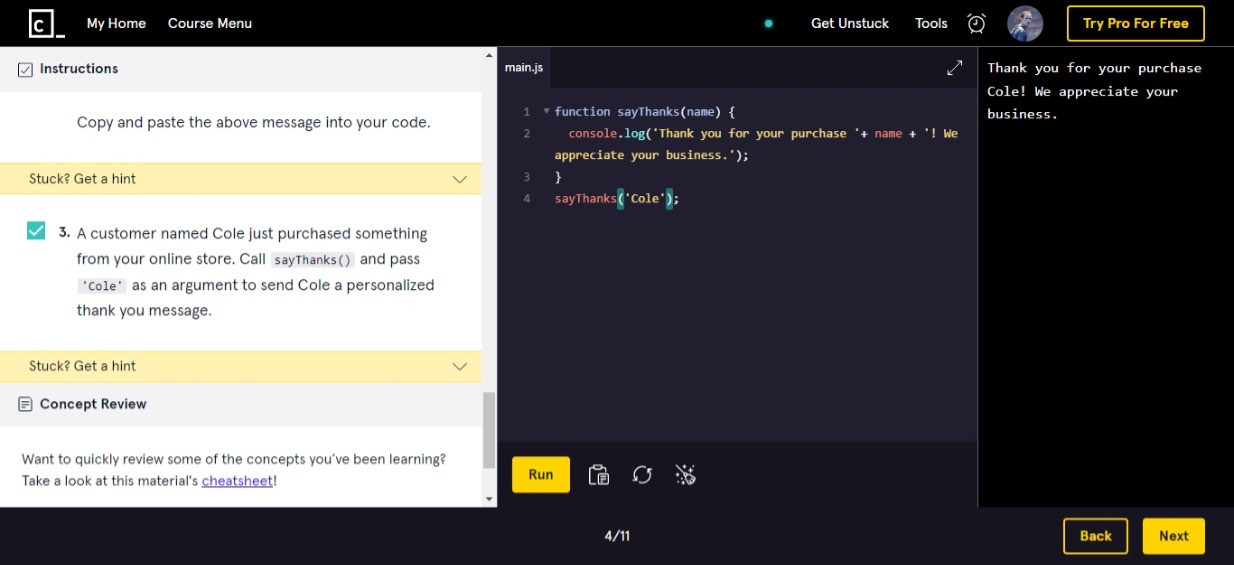 C_ My Home Course Menu Get Unstuck Tools Try Pro For Free
Instructions
Copy and paste the above message into your code.
Stuck? Get a hint
3. A customer named Cole just purchased something
from your online store. Call sayThanks() and pass
'Cole' as an argument to send Cole a personalized
thank you message.
Stuck? Get a hint
Concept Review
Want to quickly review some of the concepts you've been learning?
Take a look at this material's cheatsheet!
main.js
1 function sayThanks(name) {
2 console.log('Thank you for your purchase '+ name + '! We
appreciate your business.');
3 }
4 sayThanks('Cole');
Run
Thank you for your purchase
Cole! We appreciate your
business.
4/11
Back Next